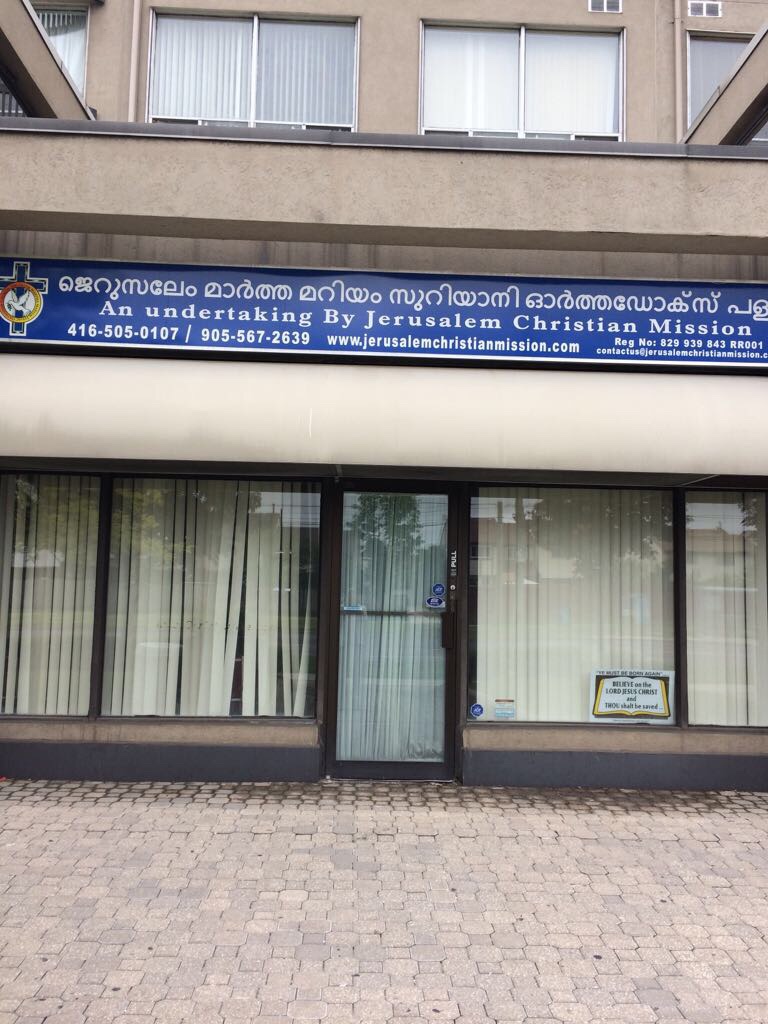 ജെറുസലേം മാർത്ത മറിയം സുറിയാനി ഓർത്തഡോക്സ്
An undertaking By Jerusalem Christian Mission
416-505-0107 / 905-567-2639 www.jerusalemchristianmission.com
Reg No: 829 939 843 RR001
contactus@jerusalemchristianmission.c
PULL
"YE MUST BE BORN AGAIN"
BELIEVE on the
LORD JESUS CHRIST
and
THOU shalt be saved...